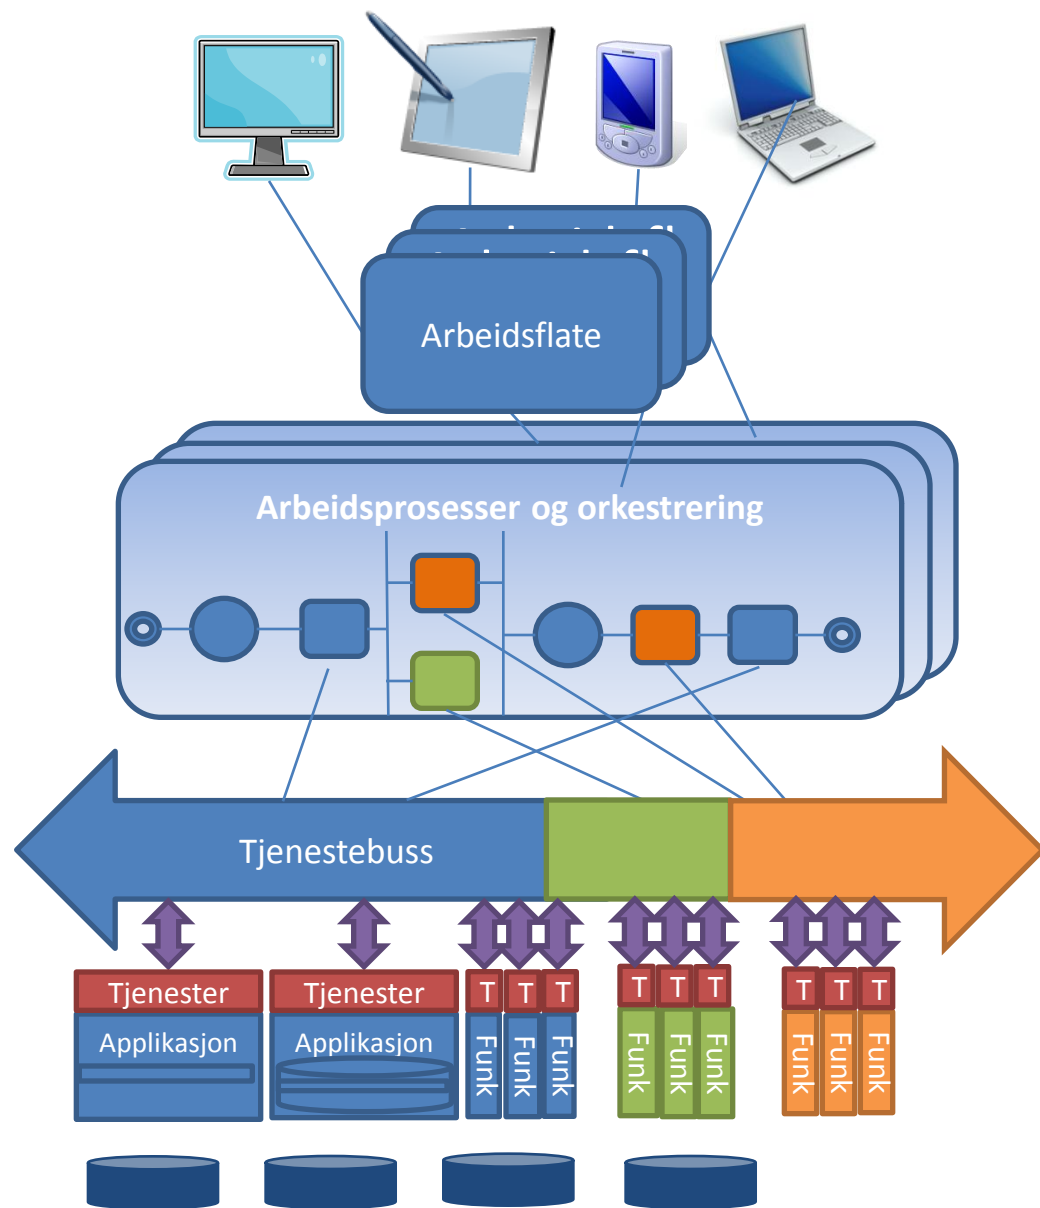 Arbeidsflate
Arbeidsprosesser og orkestrering
Tjenestebuss
Tjenester
Tjenester
T
T
T
T
T
T
T
T
T
Applikasjon
Applikasjon
Funk
Funk
Funk
Funk
Funk
Funk
Funk
Funk
Funk